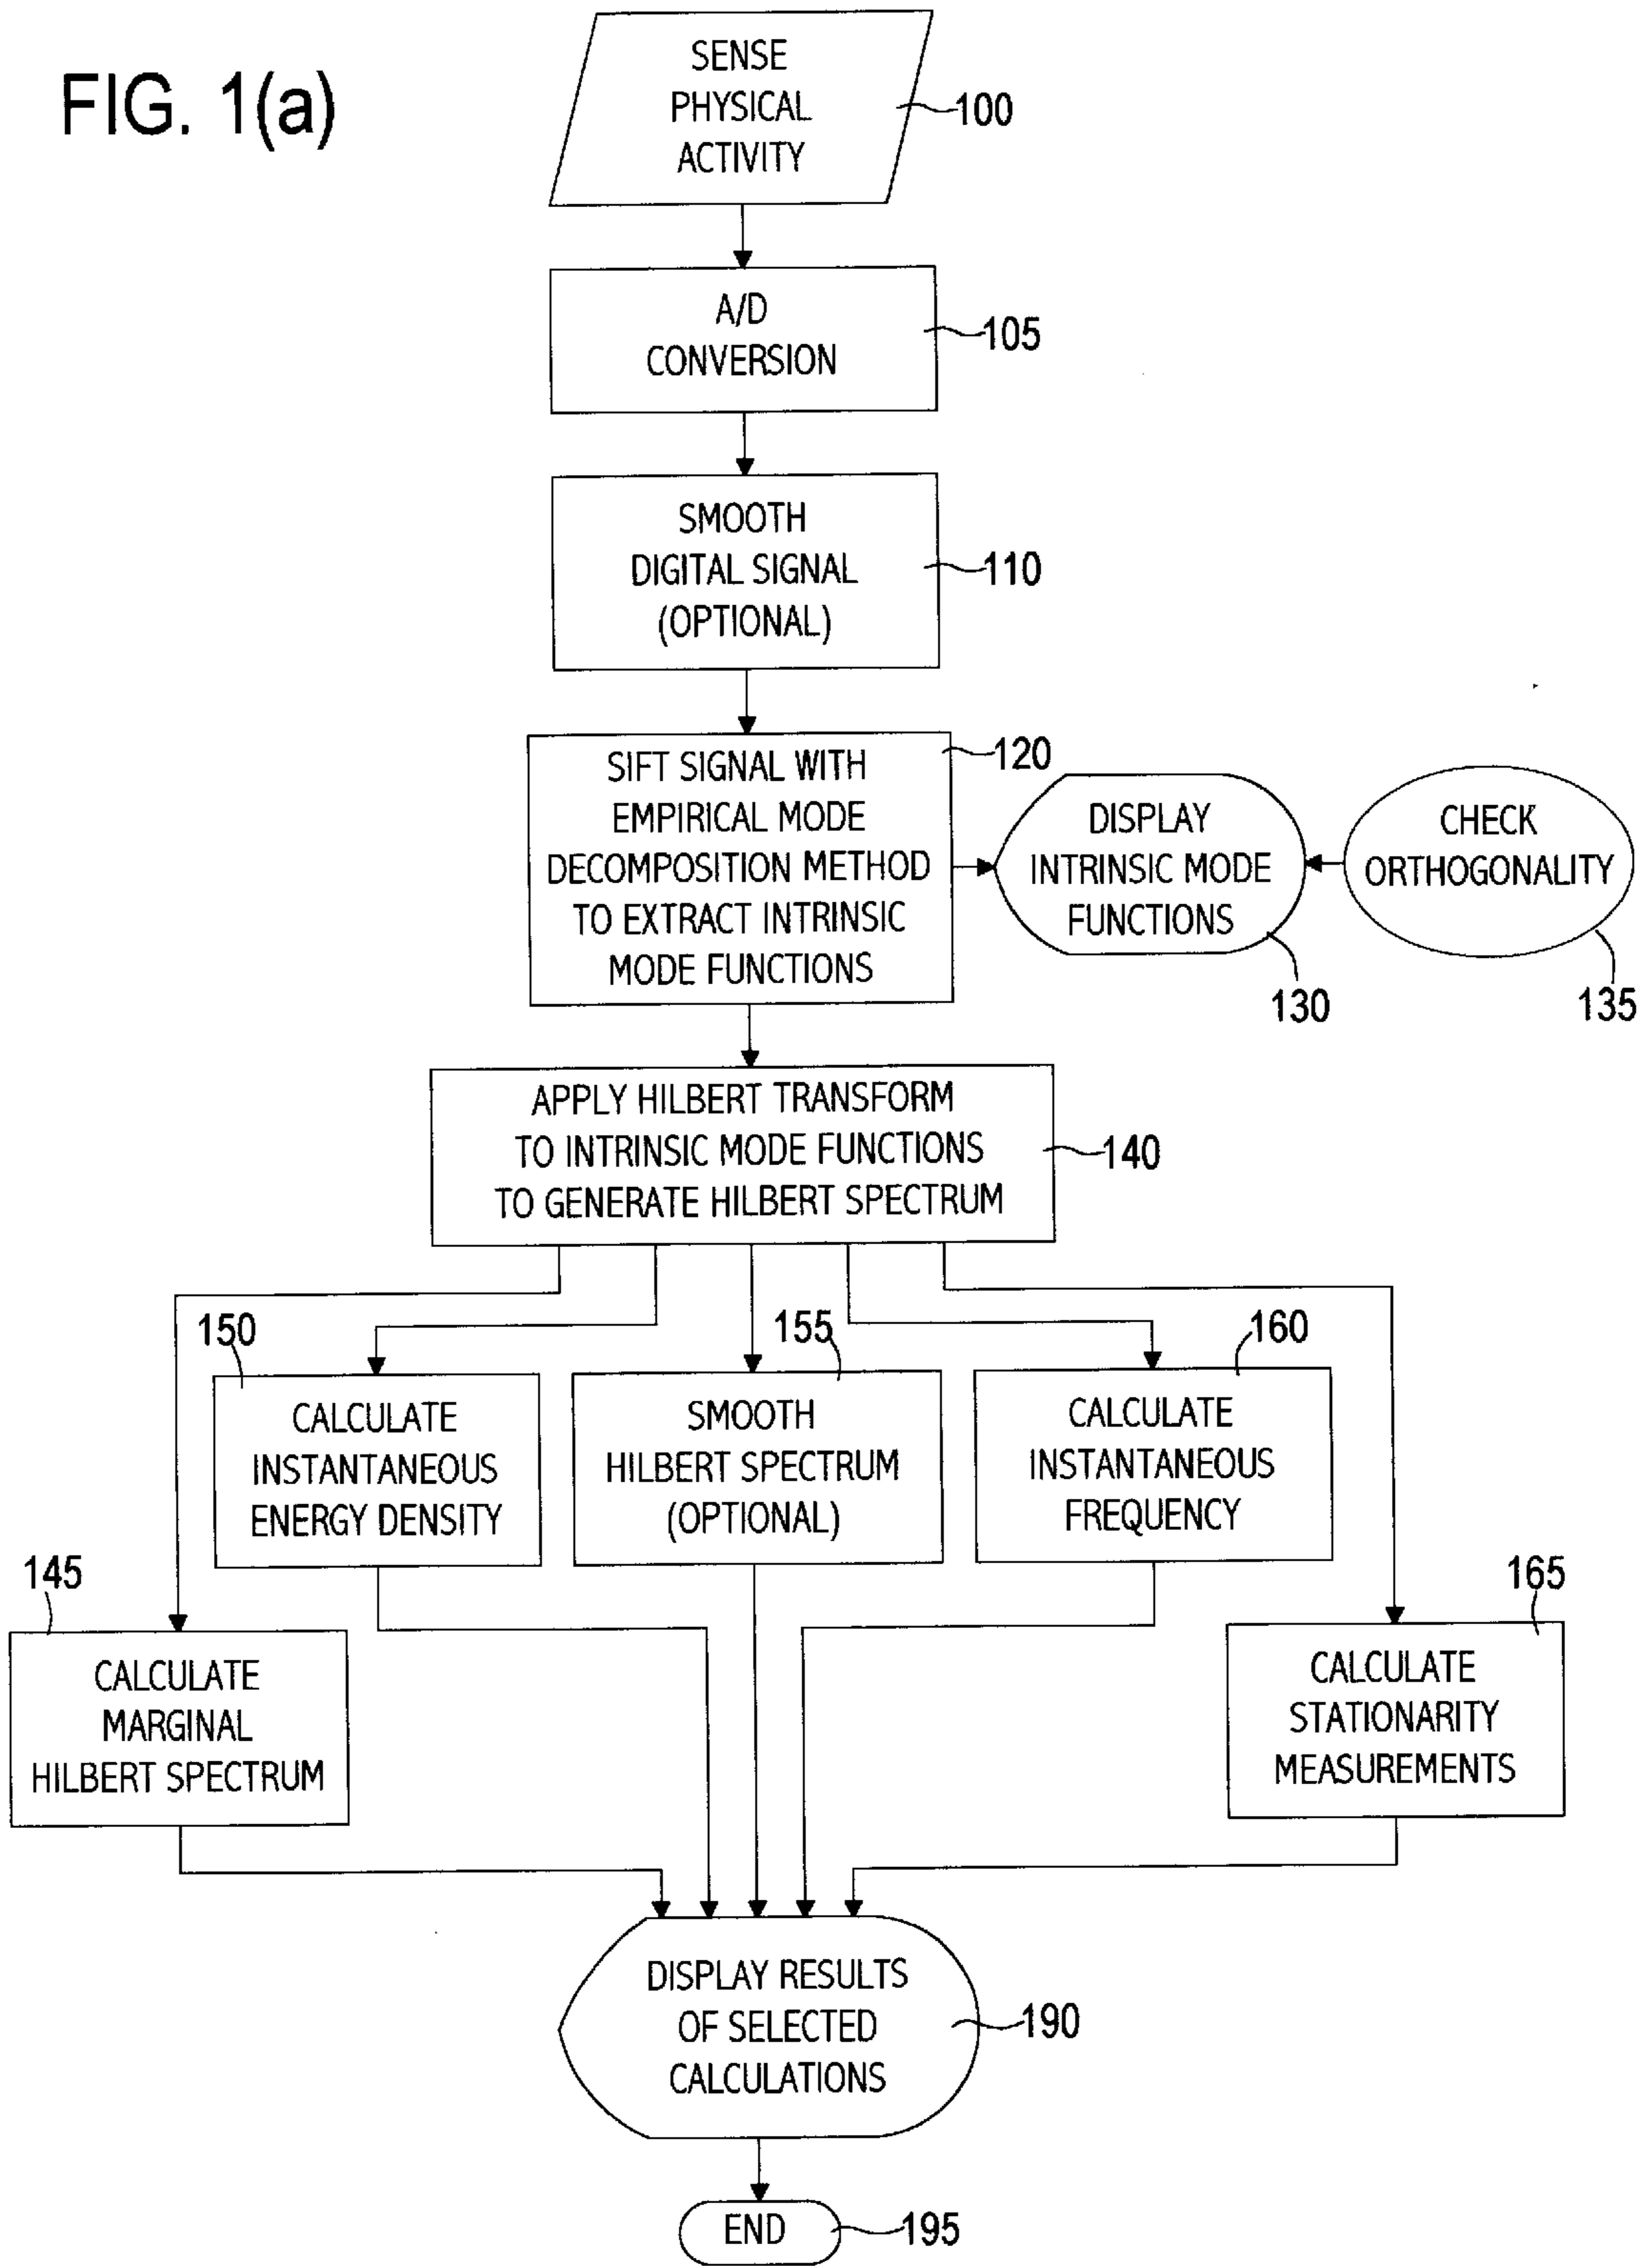 FIG. 1(a)
SENSE
PHYSICAL
ACTIVITY
100
A/D
CONVERSION
105
SMOOTH
DIGITAL SIGNAL
(OPTIONAL)
110
SIFT SIGNAL WITH
EMPIRICAL MODE
DECOMPOSITION METHOD
TO EXTRACT INTRINSIC
MODE FUNCTIONS
120
DISPLAY
INTRINSIC MODE
FUNCTIONS
130
CHECK
ORTHOGONALITY
135
APPLY HILBERT TRANSFORM
TO INTRINSIC MODE FUNCTIONS
TO GENERATE HILBERT SPECTRUM
140
150
CALCULATE
INSTANTANEOUS
ENERGY DENSITY
155
SMOOTH
HILBERT SPECTRUM
(OPTIONAL)
160
CALCULATE
INSTANTANEOUS
FREQUENCY
145
CALCULATE
MARGINAL
HILBERT SPECTRUM
165
CALCULATE
STATIONARITY
MEASUREMENTS
DISPLAY RESULTS
OF SELECTED
CALCULATIONS
190
END
195